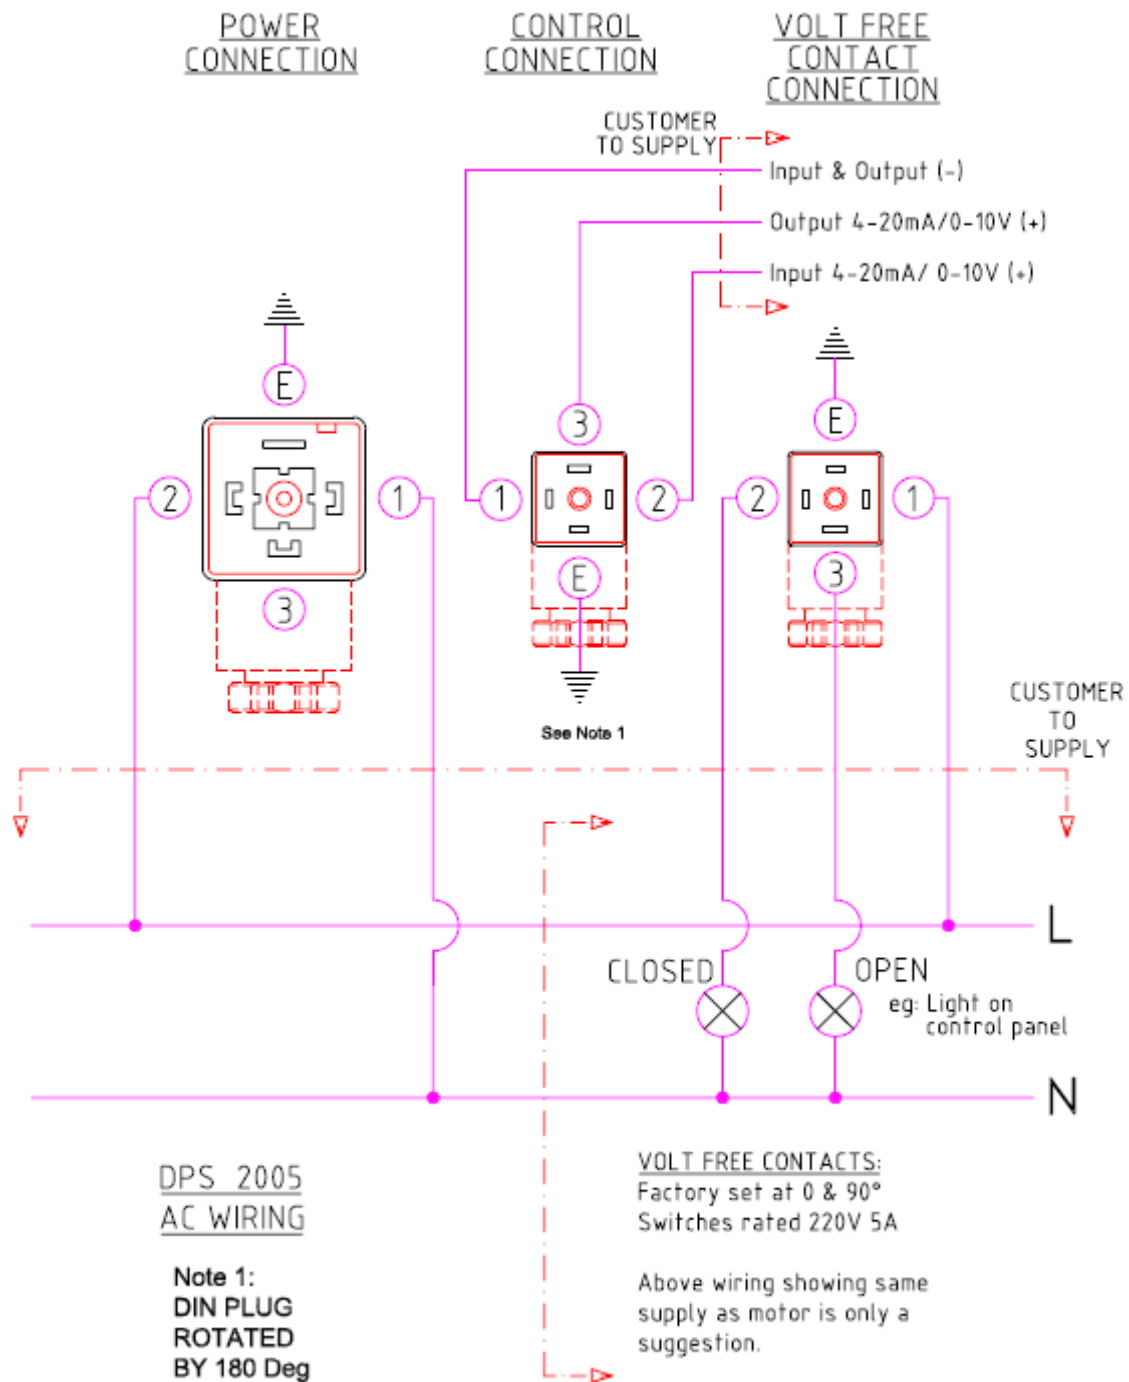 POWER
CONNECTION
CONTROL
CONNECTION
VOLT FREE
CONTACT
CONNECTION
CUSTOMER
TO SUPPLY
Input & Output (-)
Output 4-20mA/0-10V (+)
Input 4-20mA/ 0-10V (+)
E
2
1
3
3
1
2
E
See Note 1
E
2
1
3
CUSTOMER
TO
SUPPLY
L
CLOSED
OPEN
eg: Light on
control panel
N
DPS 2005
AC WIRING
Note 1:
DIN PLUG
ROTATED
BY 180 Deg
VOLT FREE CONTACTS:
Factory set at 0 & 90°
Switches rated 220V 5A
Above wiring showing same
supply as motor is only a
suggestion.